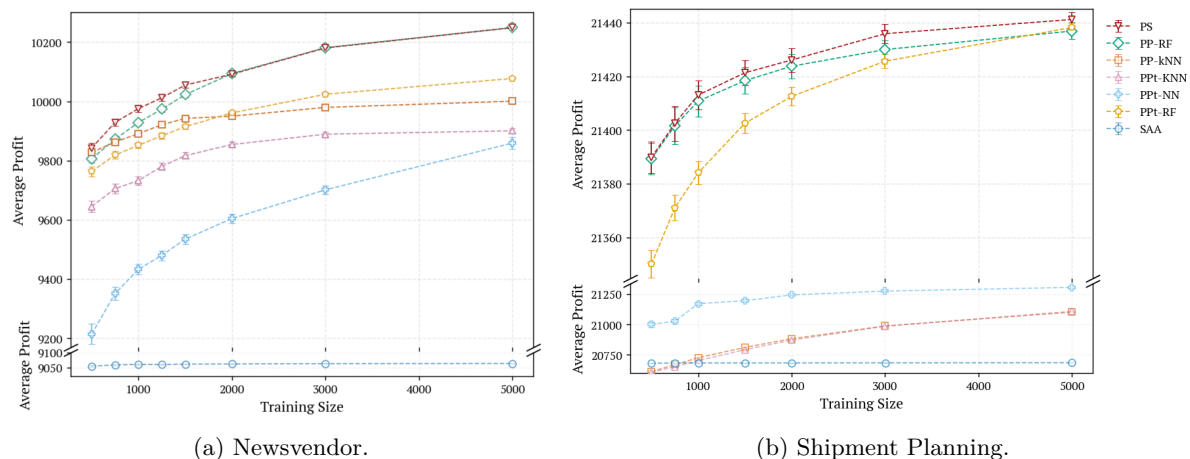 Average Profit
10200
10000
9800
9600
9400
9200
Average Profit
9100
9050
1000
2000
3000
4000
5000
Training Size
(a) Newsvendor.
Average Profit
21440
21420
21400
21380
21360
Average Profit
21250
21000
20750
1000
2000
3000
4000
5000
Training Size
(b) Shipment Planning.
PS
PP-RF
PP-kNN
PPt-KNN
PPt-NN
PPt-RF
SAA